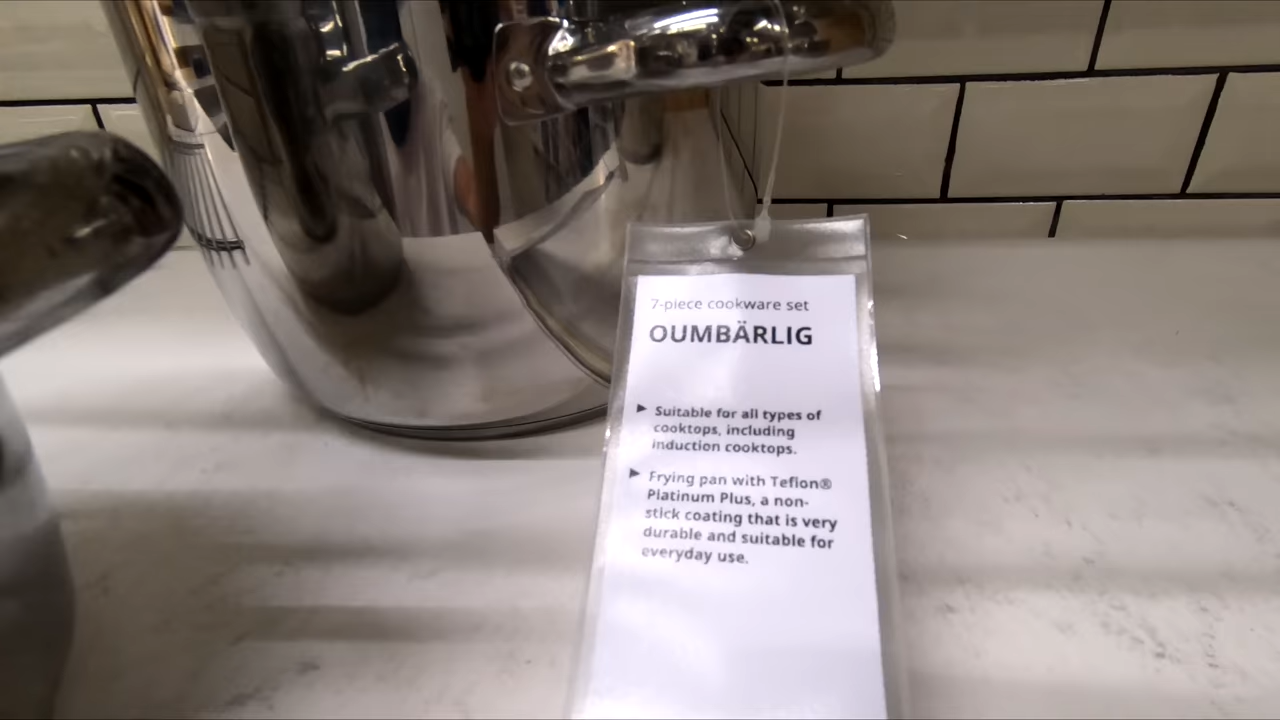 7-piece cookware set
OUMBÄRLIG
► Suitable for all types of
cooktops, including
induction cooktops.
► Frying pan with Teflon®
Platinum Plus, a non-
stick coating that is very
durable and suitable for
everyday use.